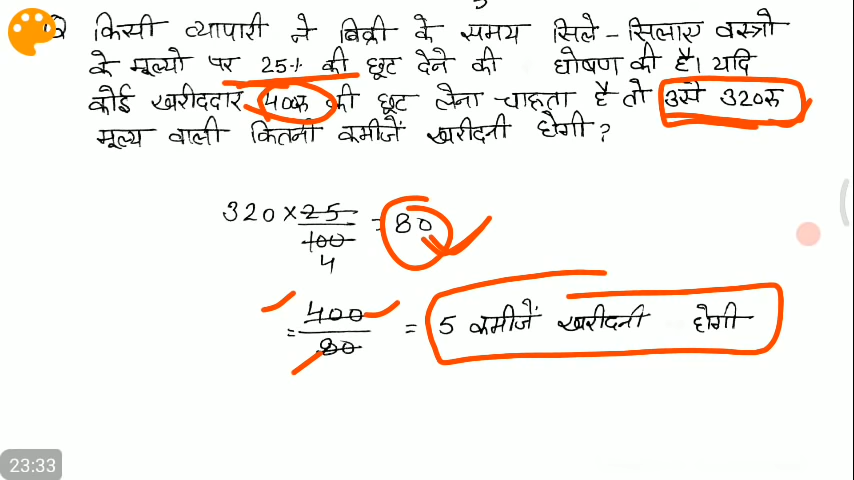 किसी व्यापारी ने बिक्री के समय सिले - सिलाए वस्त्रो
के मूल्यो पर 25% की छूट देने की घोषण की है। यदि
कोई खरीददार 400रू की छूट लेना चाहता है तो उसे 320रू
मूल्य वाली कितनी कमीजें खरीदनी होगी ?
320 × 25 = 80
100
4
= 400 = 5 कमीजें खरीदनी होगी
80
23:33